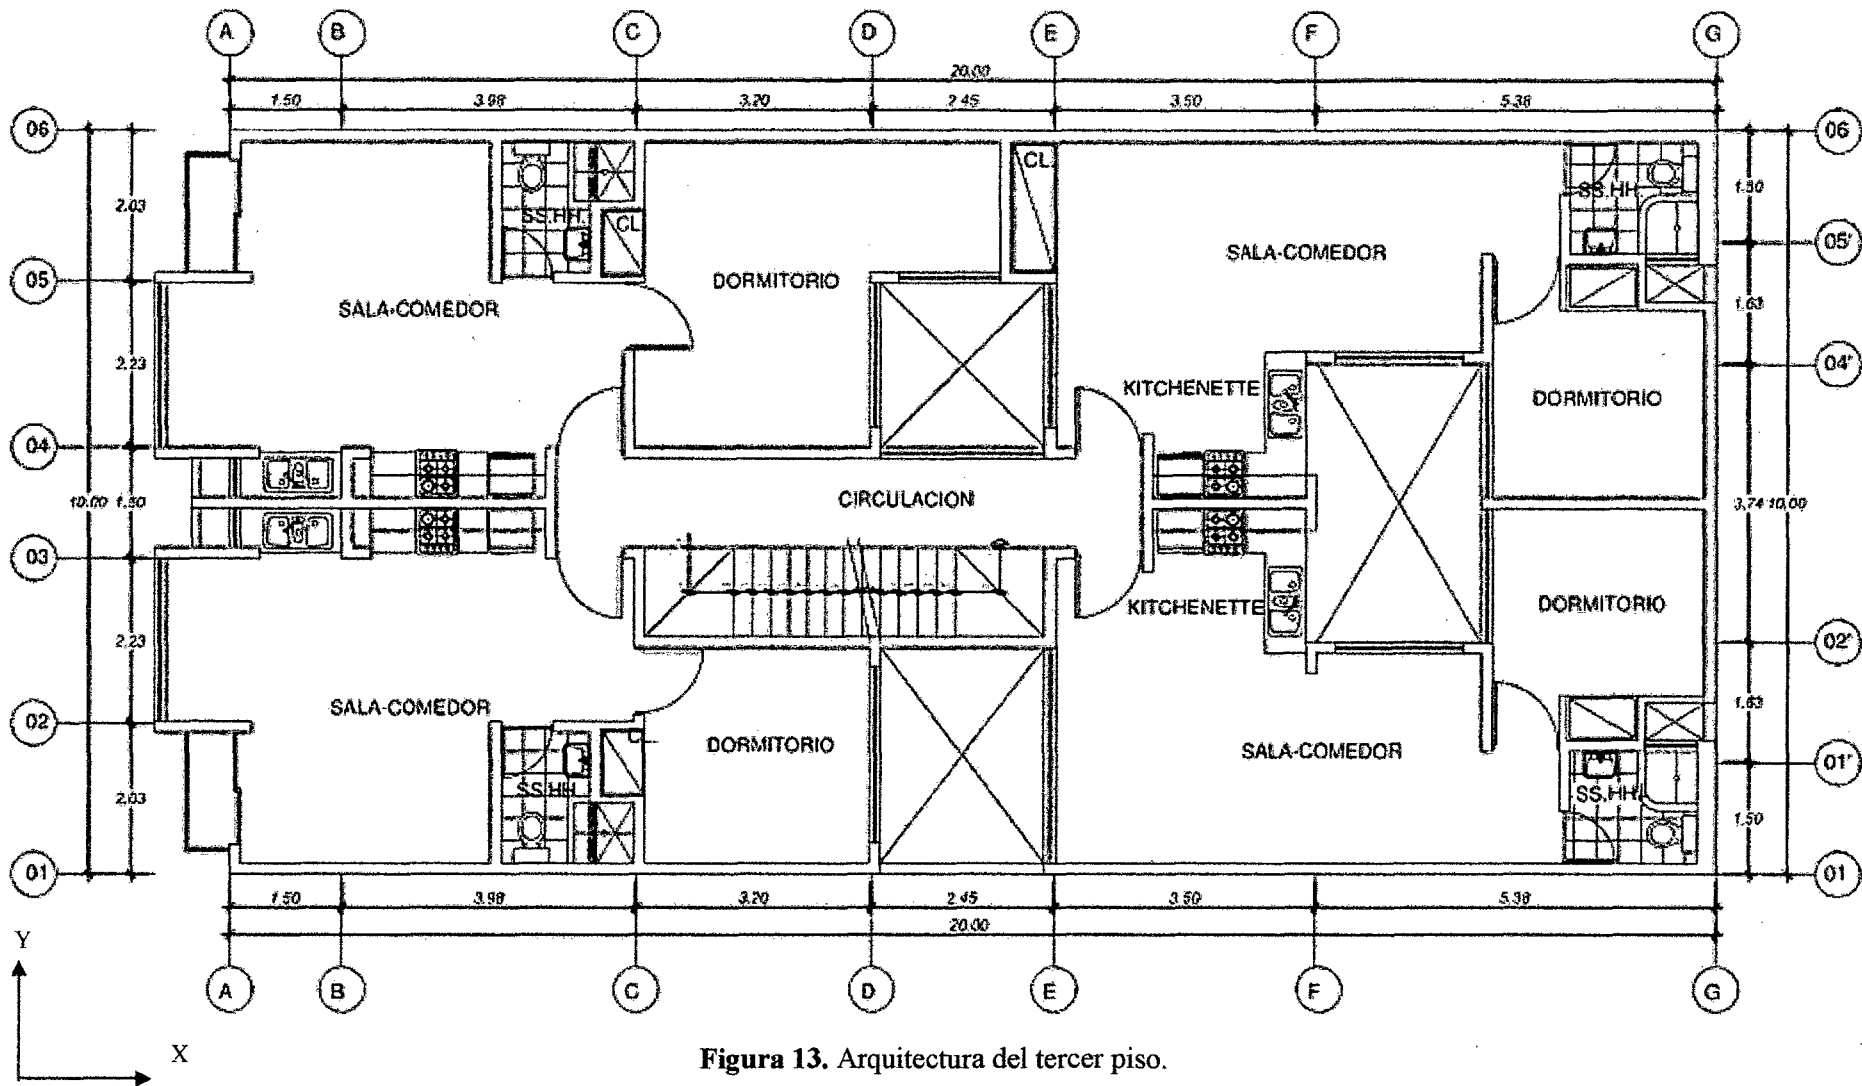 A B C D E F G
20.00
1.50 3.98 3.20 2.45 3.50 5.38
06 06
CL
SS.HH
1.50
2.03
SS.HH.
CL
05'
SALA-COMEDOR
05
DORMITORIO
SALA-COMEDOR
1.63
2.23
04'
KITCHENETTE
DORMITORIO
04
10.00 1.50
CIRCULACION
3.74 10.00
03
KITCHENETTE
DORMITORIO
2.23
02'
SALA-COMEDOR
1.63
02
DORMITORIO
SALA-COMEDOR
01'
2.03
SS.HH
SS.HH.
1.50
01 01
1.50 3.98 3.20 2.45 3.50 5.38
20.00
Y
A B C D E F G
X
Figura 13. Arquitectura del tercer piso.